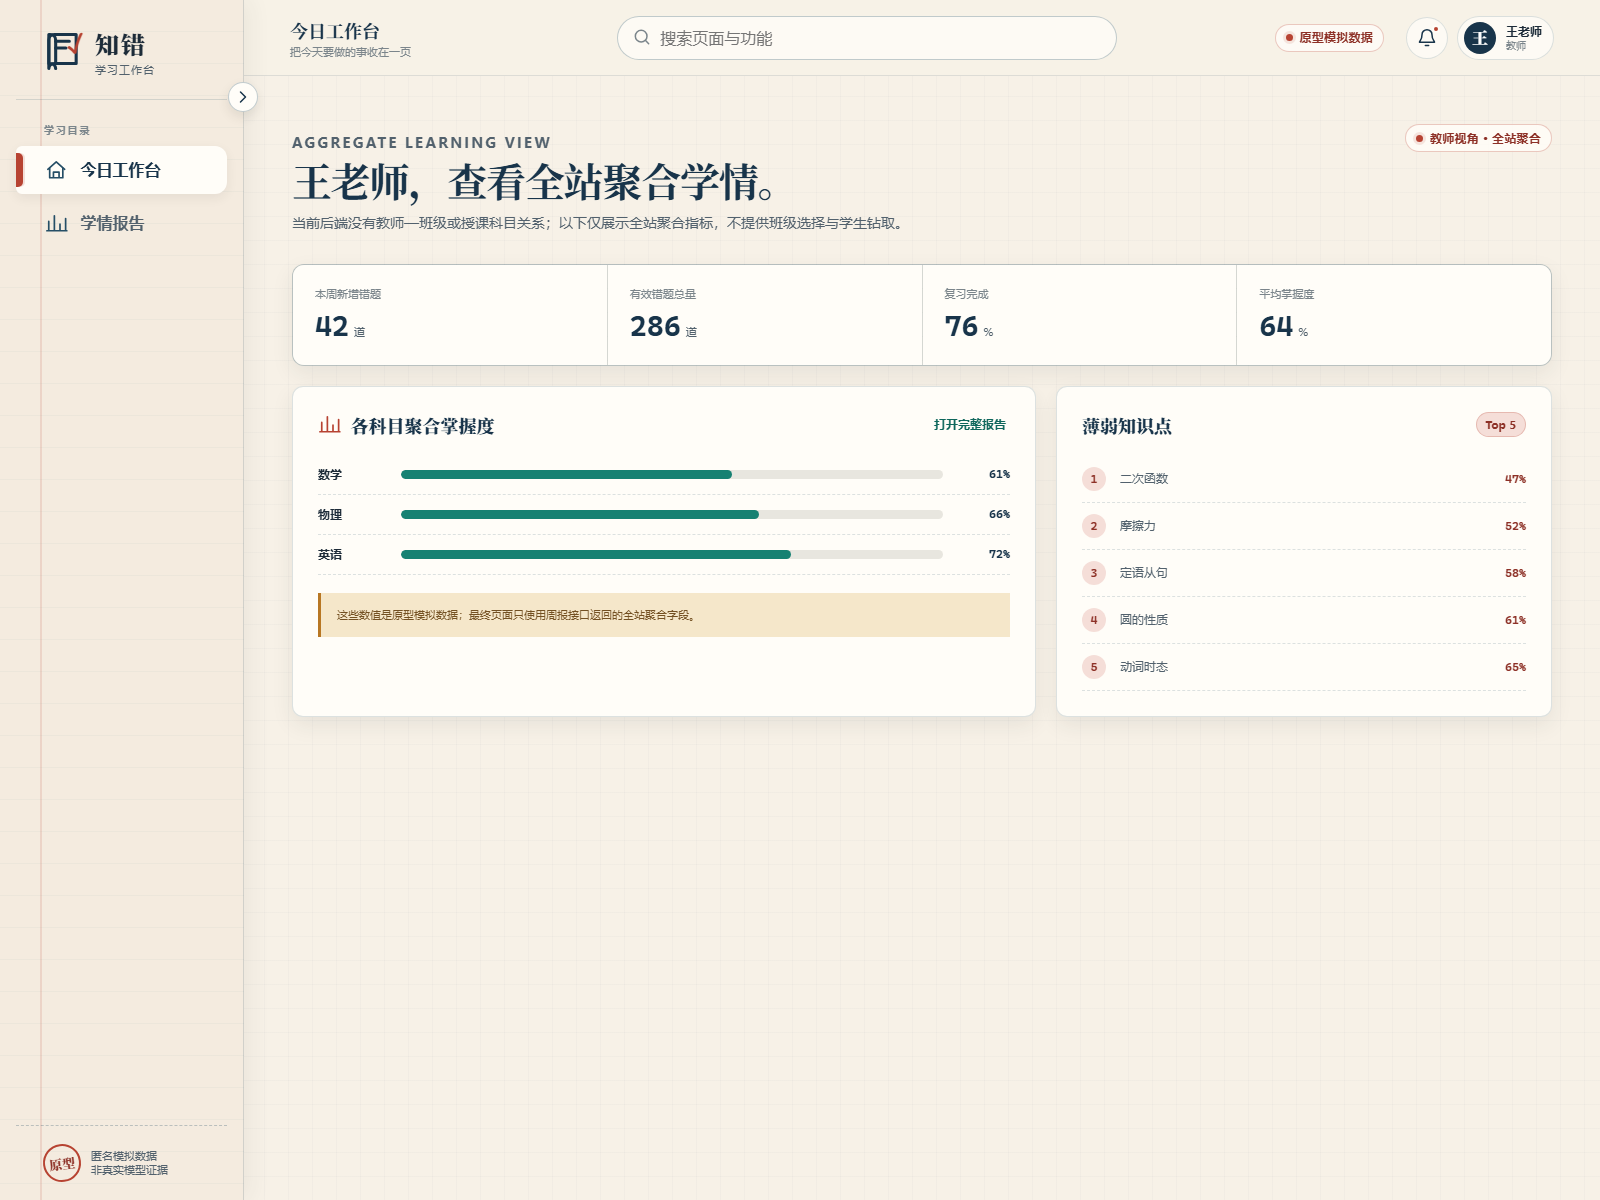 知错
学习工作台
学习目录
今日工作台
学情报告
匿名模拟数据
非真实模型证据
原型
今日工作台
把今天要做的事收在一页
搜索页面与功能
原型模拟数据
王
王老师
教师
AGGREGATE LEARNING VIEW
教师视角·全站聚合
王老师，查看全站聚合学情。
当前后端没有教师—班级或授课科目关系；以下仅展示全站聚合指标，不提供班级选择与学生钻取。
本周新增错题
42 道
有效错题总量
286 道
复习完成
76 %
平均掌握度
64 %
各科目聚合掌握度
打开完整报告
数学 61%
物理 66%
英语 72%
这些数值是原型模拟数据；最终页面只使用周报接口返回的全站聚合字段。
薄弱知识点
Top 5
1 二次函数 47%
2 摩擦力 52%
3 定语从句 58%
4 圆的性质 61%
5 动词时态 65%